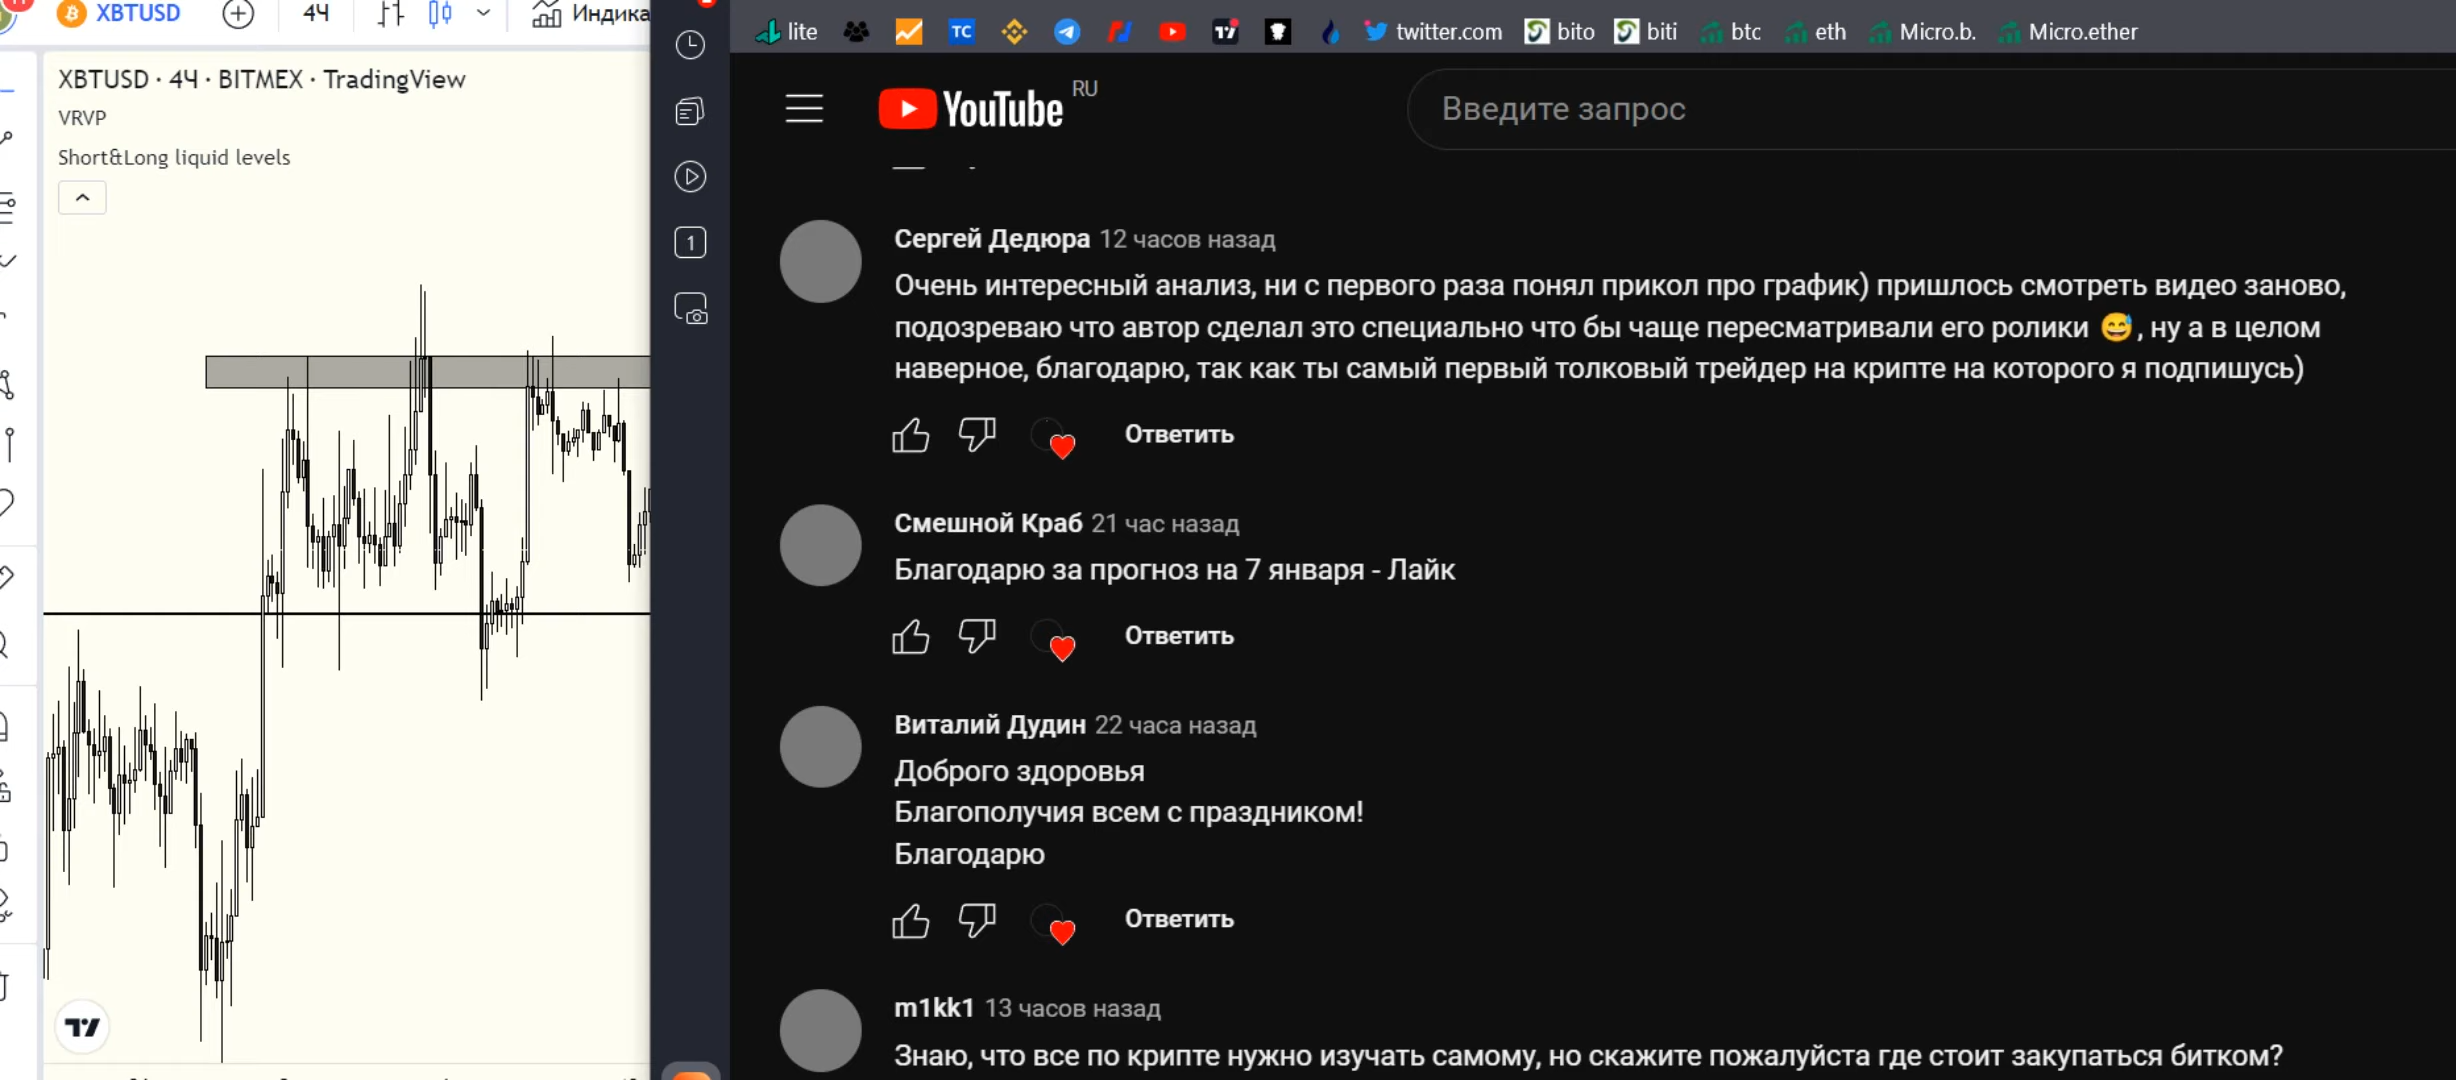 XBTUSD
4Ч
Индика
XBTUSD · 4Ч · BITMEX · TradingView
VRVP
Short&Long liquid levels
1
lite
TC
twitter.com
bito
biti
btc
eth
Micro.b.
Micro.ether
YouTube RU
Введите запрос
Сергей Дедюра 12 часов назад
Очень интересный анализ, ни с первого раза понял прикол про график) пришлось смотреть видео заново,
подозреваю что автор сделал это специально что бы чаще пересматривали его ролики 😅, ну а в целом
наверное, благодарю, так как ты самый первый толковый трейдер на крипте на которого я подпишусь)
Ответить
Смешной Краб 21 час назад
Благодарю за прогноз на 7 января - Лайк
Ответить
Виталий Дудин 22 часа назад
Доброго здоровья
Благополучия всем с праздником!
Благодарю
Ответить
m1kk1 13 часов назад
Знаю, что все по крипте нужно изучать самому, но скажите пожалуйста где стоит закупаться битком?